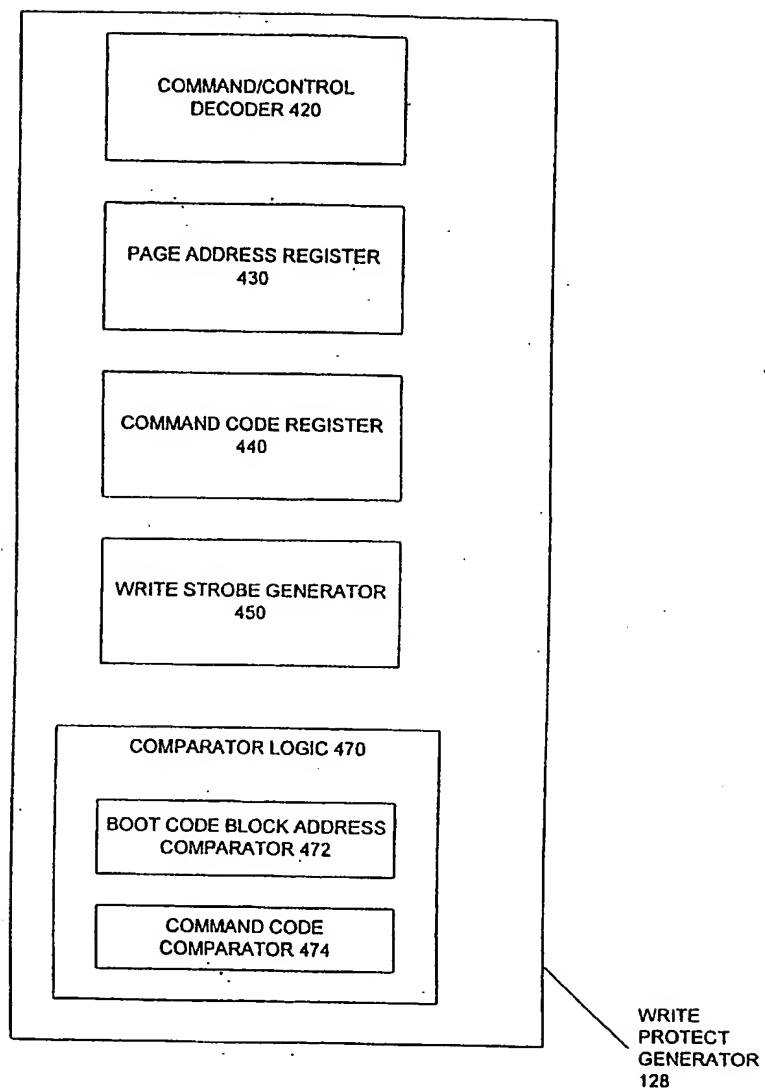 COMMAND/CONTROL
DECODER 420
PAGE ADDRESS REGISTER
430
COMMAND CODE REGISTER
440
WRITE STROBE GENERATOR
450
COMPARATOR LOGIC 470
BOOT CODE BLOCK ADDRESS
COMPARATOR 472
COMMAND CODE
COMPARATOR 474
WRITE
PROTECT
GENERATOR
128